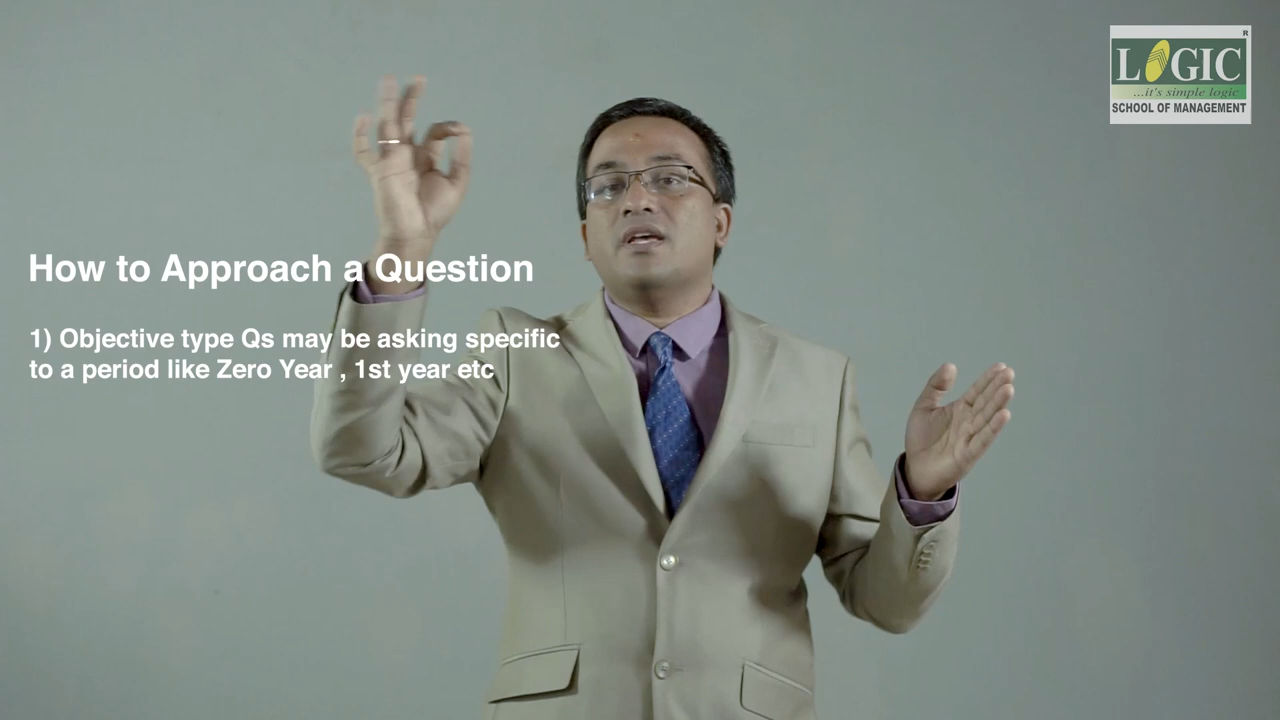 R
LOGIC
...it's simple logic
SCHOOL OF MANAGEMENT
How to Approach a Question
1) Objective type Qs may be asking specific
to a period like Zero Year , 1st year etc